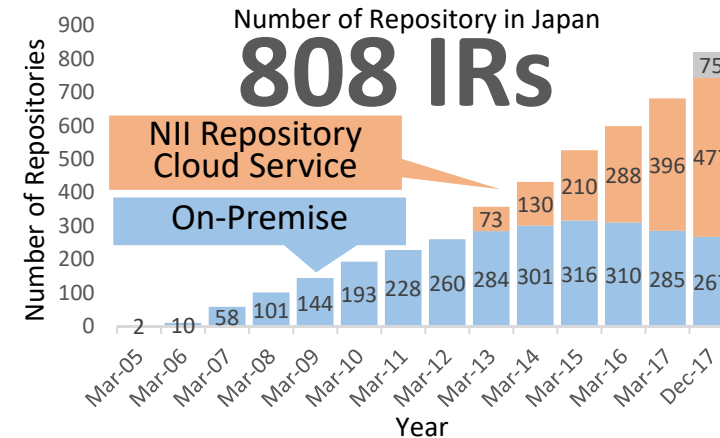 Number of Repository in Japan
808 IRs
Number of Repositories
900
800
700
600
500
400
300
200
100
0
NII Repository
Cloud Service
On-Premise
75
73 130 210 288 396 477
2 10 58 101 144 193 228 260 284 301 316 310 285 267
Mar-05 Mar-06 Mar-07 Mar-08 Mar-09 Mar-10 Mar-11 Mar-12 Mar-13 Mar-14 Mar-15 Mar-16 Mar-17 Dec-17
Year